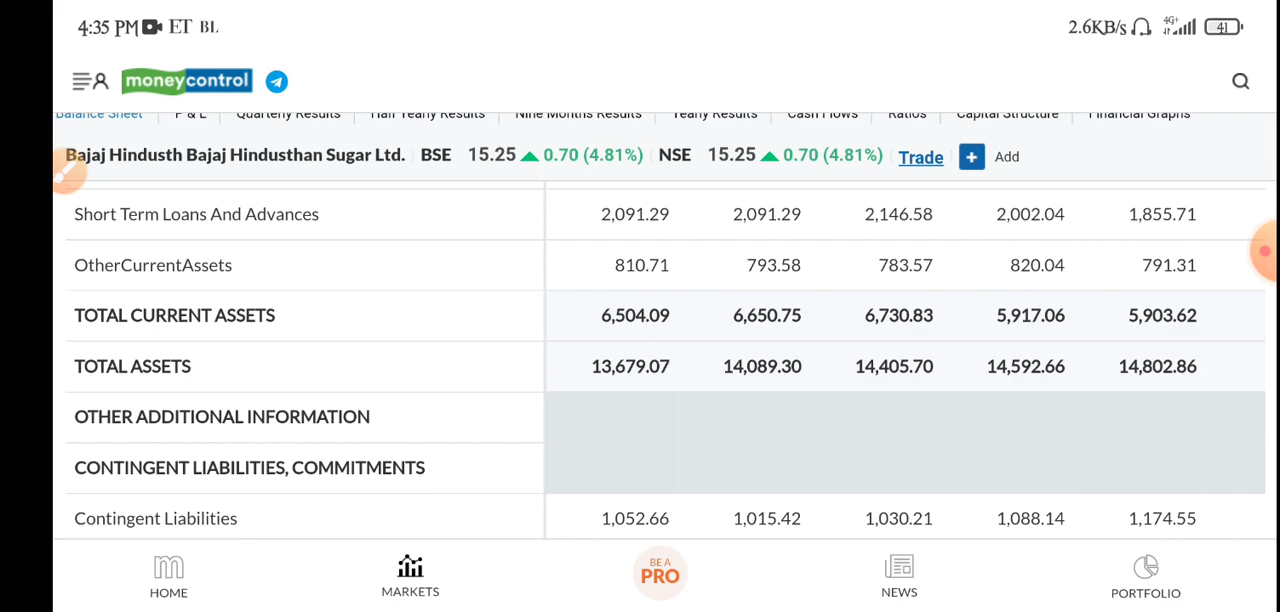 4:35 PM ET BL 2.6KB/s 4G+ 41
moneycontrol
Balance Sheet P & L Quarterly Results Half Yearly Results Nine Months Results Yearly Results Cash Flows Ratios Capital Structure Financial Graphs
Bajaj Hindusth Bajaj Hindusthan Sugar Ltd. BSE 15.25 0.70 (4.81%) NSE 15.25 0.70 (4.81%) Trade + Add
Short Term Loans And Advances 2,091.29 2,091.29 2,146.58 2,002.04 1,855.71
OtherCurrentAssets 810.71 793.58 783.57 820.04 791.31
TOTAL CURRENT ASSETS 6,504.09 6,650.75 6,730.83 5,917.06 5,903.62
TOTAL ASSETS 13,679.07 14,089.30 14,405.70 14,592.66 14,802.86
OTHER ADDITIONAL INFORMATION
CONTINGENT LIABILITIES, COMMITMENTS
Contingent Liabilities 1,052.66 1,015.42 1,030.21 1,088.14 1,174.55
BE A
PRO
HOME MARKETS NEWS PORTFOLIO